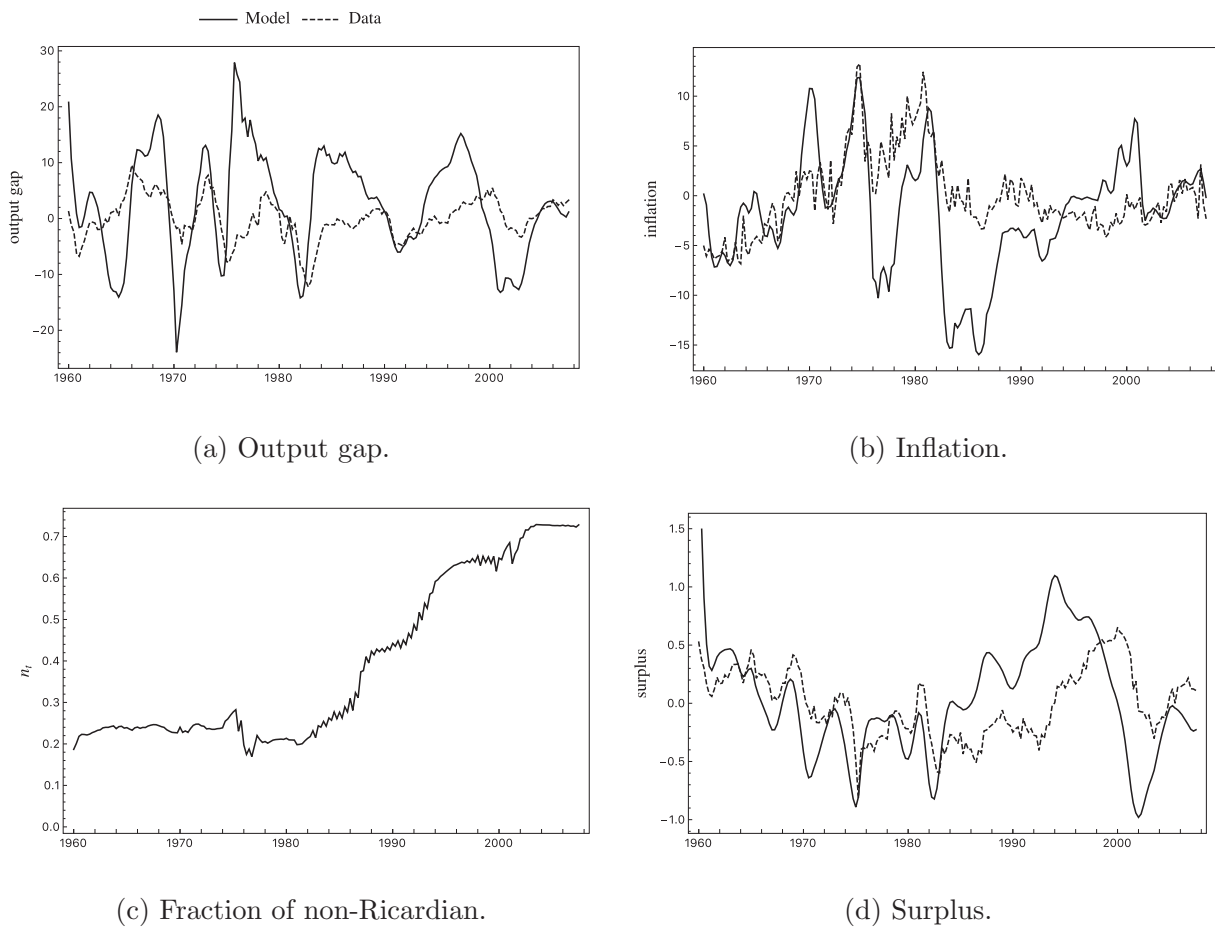 Model Data
30
20
10
0
−10
−20
output gap
1960 1970 1980 1990 2000
(a) Output gap.
10
5
0
−5
−10
−15
inflation
1960 1970 1980 1990 2000
(b) Inflation.
0.7
0.6
0.5
0.4
0.3
0.2
0.1
0.0
nt
1960 1970 1980 1990 2000
(c) Fraction of non-Ricardian.
1.5
1.0
0.5
0.0
−0.5
−1.0
surplus
1960 1970 1980 1990 2000
(d) Surplus.